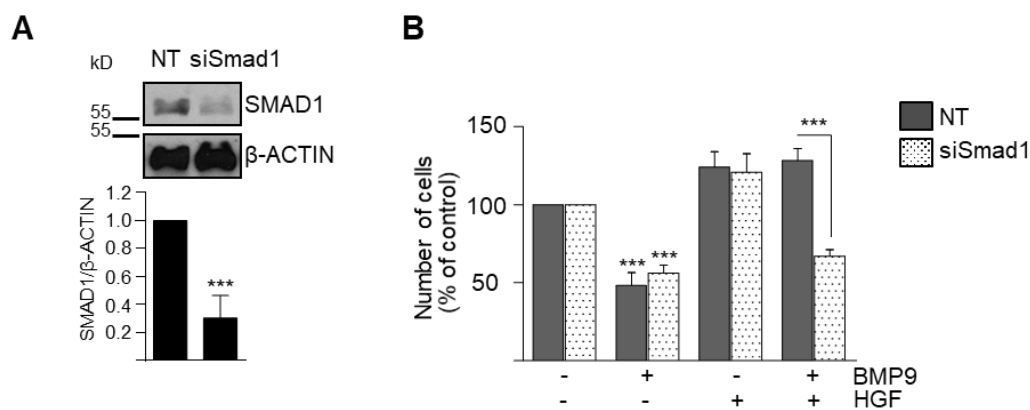 A
kD
NT siSmad1
55
SMAD1
55
β-ACTIN
SMAD1/β-ACTIN
1.2
1.0
0.8
0.6
0.4
0.2
***
B
Number of cells
(% of control)
150
100
50
*** ***
***
NT
siSmad1
- + - + BMP9
- - + + HGF